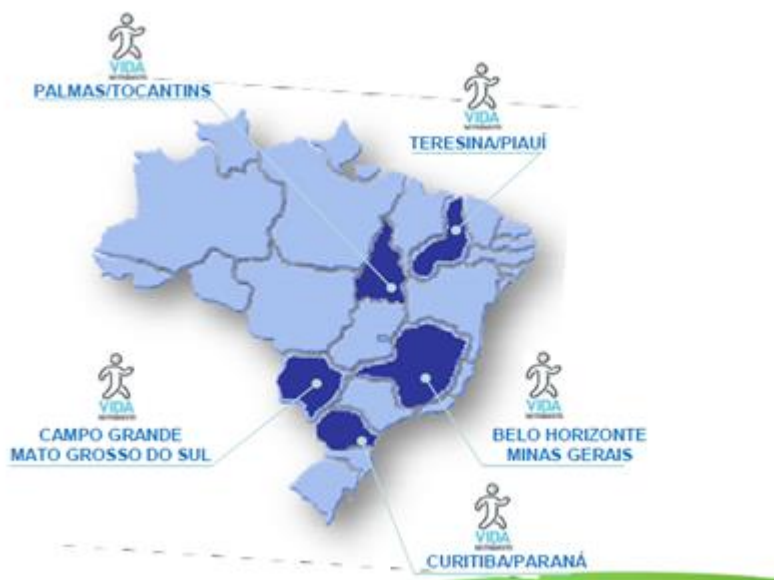 VIDA
PALMAS/TOCANTINS
VIDA
TERESINA/PIAUÍ
VIDA
CAMPO GRANDE
MATO GROSSO DO SUL
VIDA
BELO HORIZONTE
MINAS GERAIS
VIDA
CURITIBA/PARANÁ